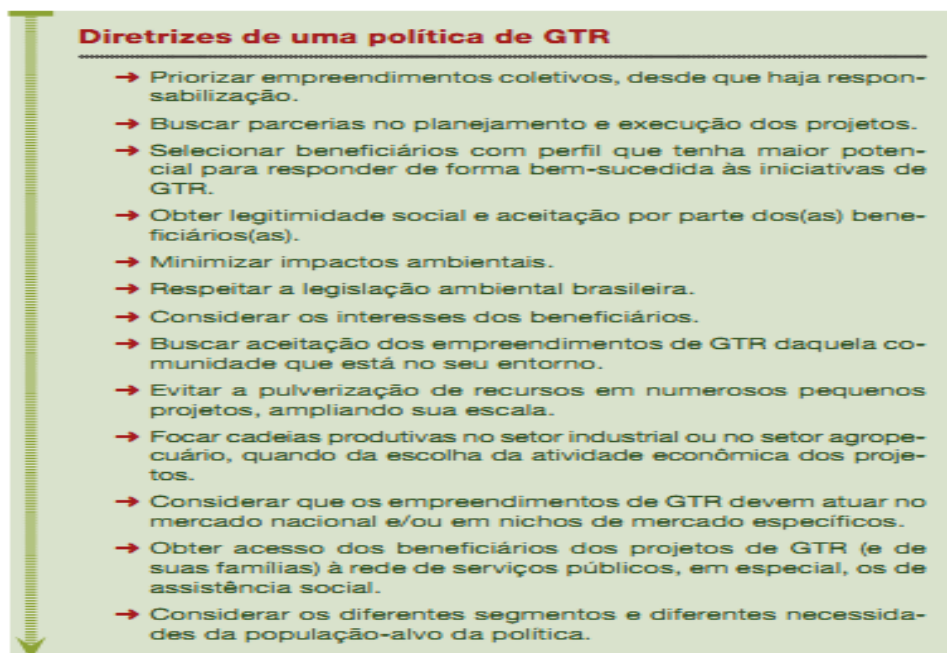 Diretrizes de uma política de GTR
→ Priorizar empreendimentos coletivos, desde que haja respon-
sabilização.
→ Buscar parcerias no planejamento e execução dos projetos.
→ Selecionar beneficiários com perfil que tenha maior poten-
cial para responder de forma bem-sucedida às iniciativas de
GTR.
→ Obter legitimidade social e aceitação por parte dos(as) bene-
ficiários(as).
→ Minimizar impactos ambientais.
→ Respeitar a legislação ambiental brasileira.
→ Considerar os interesses dos beneficiários.
→ Buscar aceitação dos empreendimentos de GTR daquela co-
munidade que está no seu entorno.
→ Evitar a pulverização de recursos em numerosos pequenos
projetos, ampliando sua escala.
→ Focar cadeias produtivas no setor industrial ou no setor agrope-
cuário, quando da escolha da atividade econômica dos proje-
tos.
→ Considerar que os empreendimentos de GTR devem atuar no
mercado nacional e/ou em nichos de mercado específicos.
→ Obter acesso dos beneficiários dos projetos de GTR (e de
suas famílias) à rede de serviços públicos, em especial, os de
assistência social.
→ Considerar os diferentes segmentos e diferentes necessida-
des da população-alvo da política.